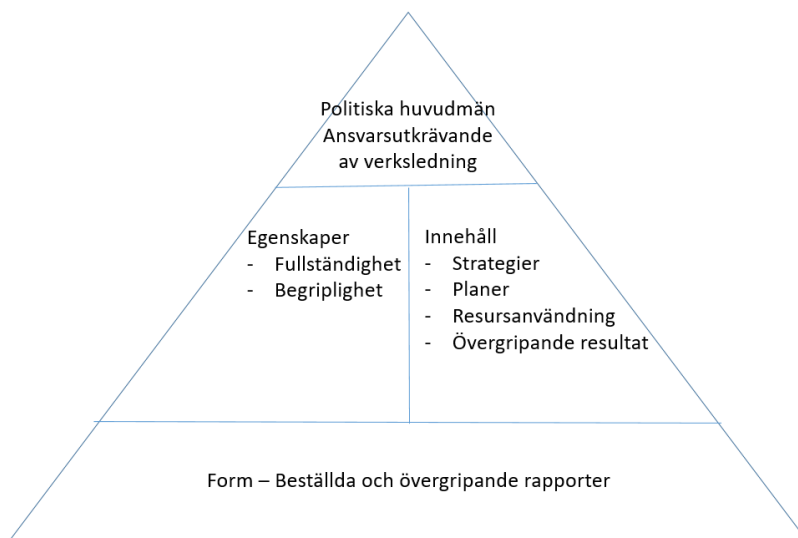 Politiska huvudmän
Ansvarsutkrävande
av verksledning
Egenskaper
- Fullständighet
- Begriplighet
Innehåll
- Strategier
- Planer
- Resursanvändning
- Övergripande resultat
Form – Beställda och övergripande rapporter